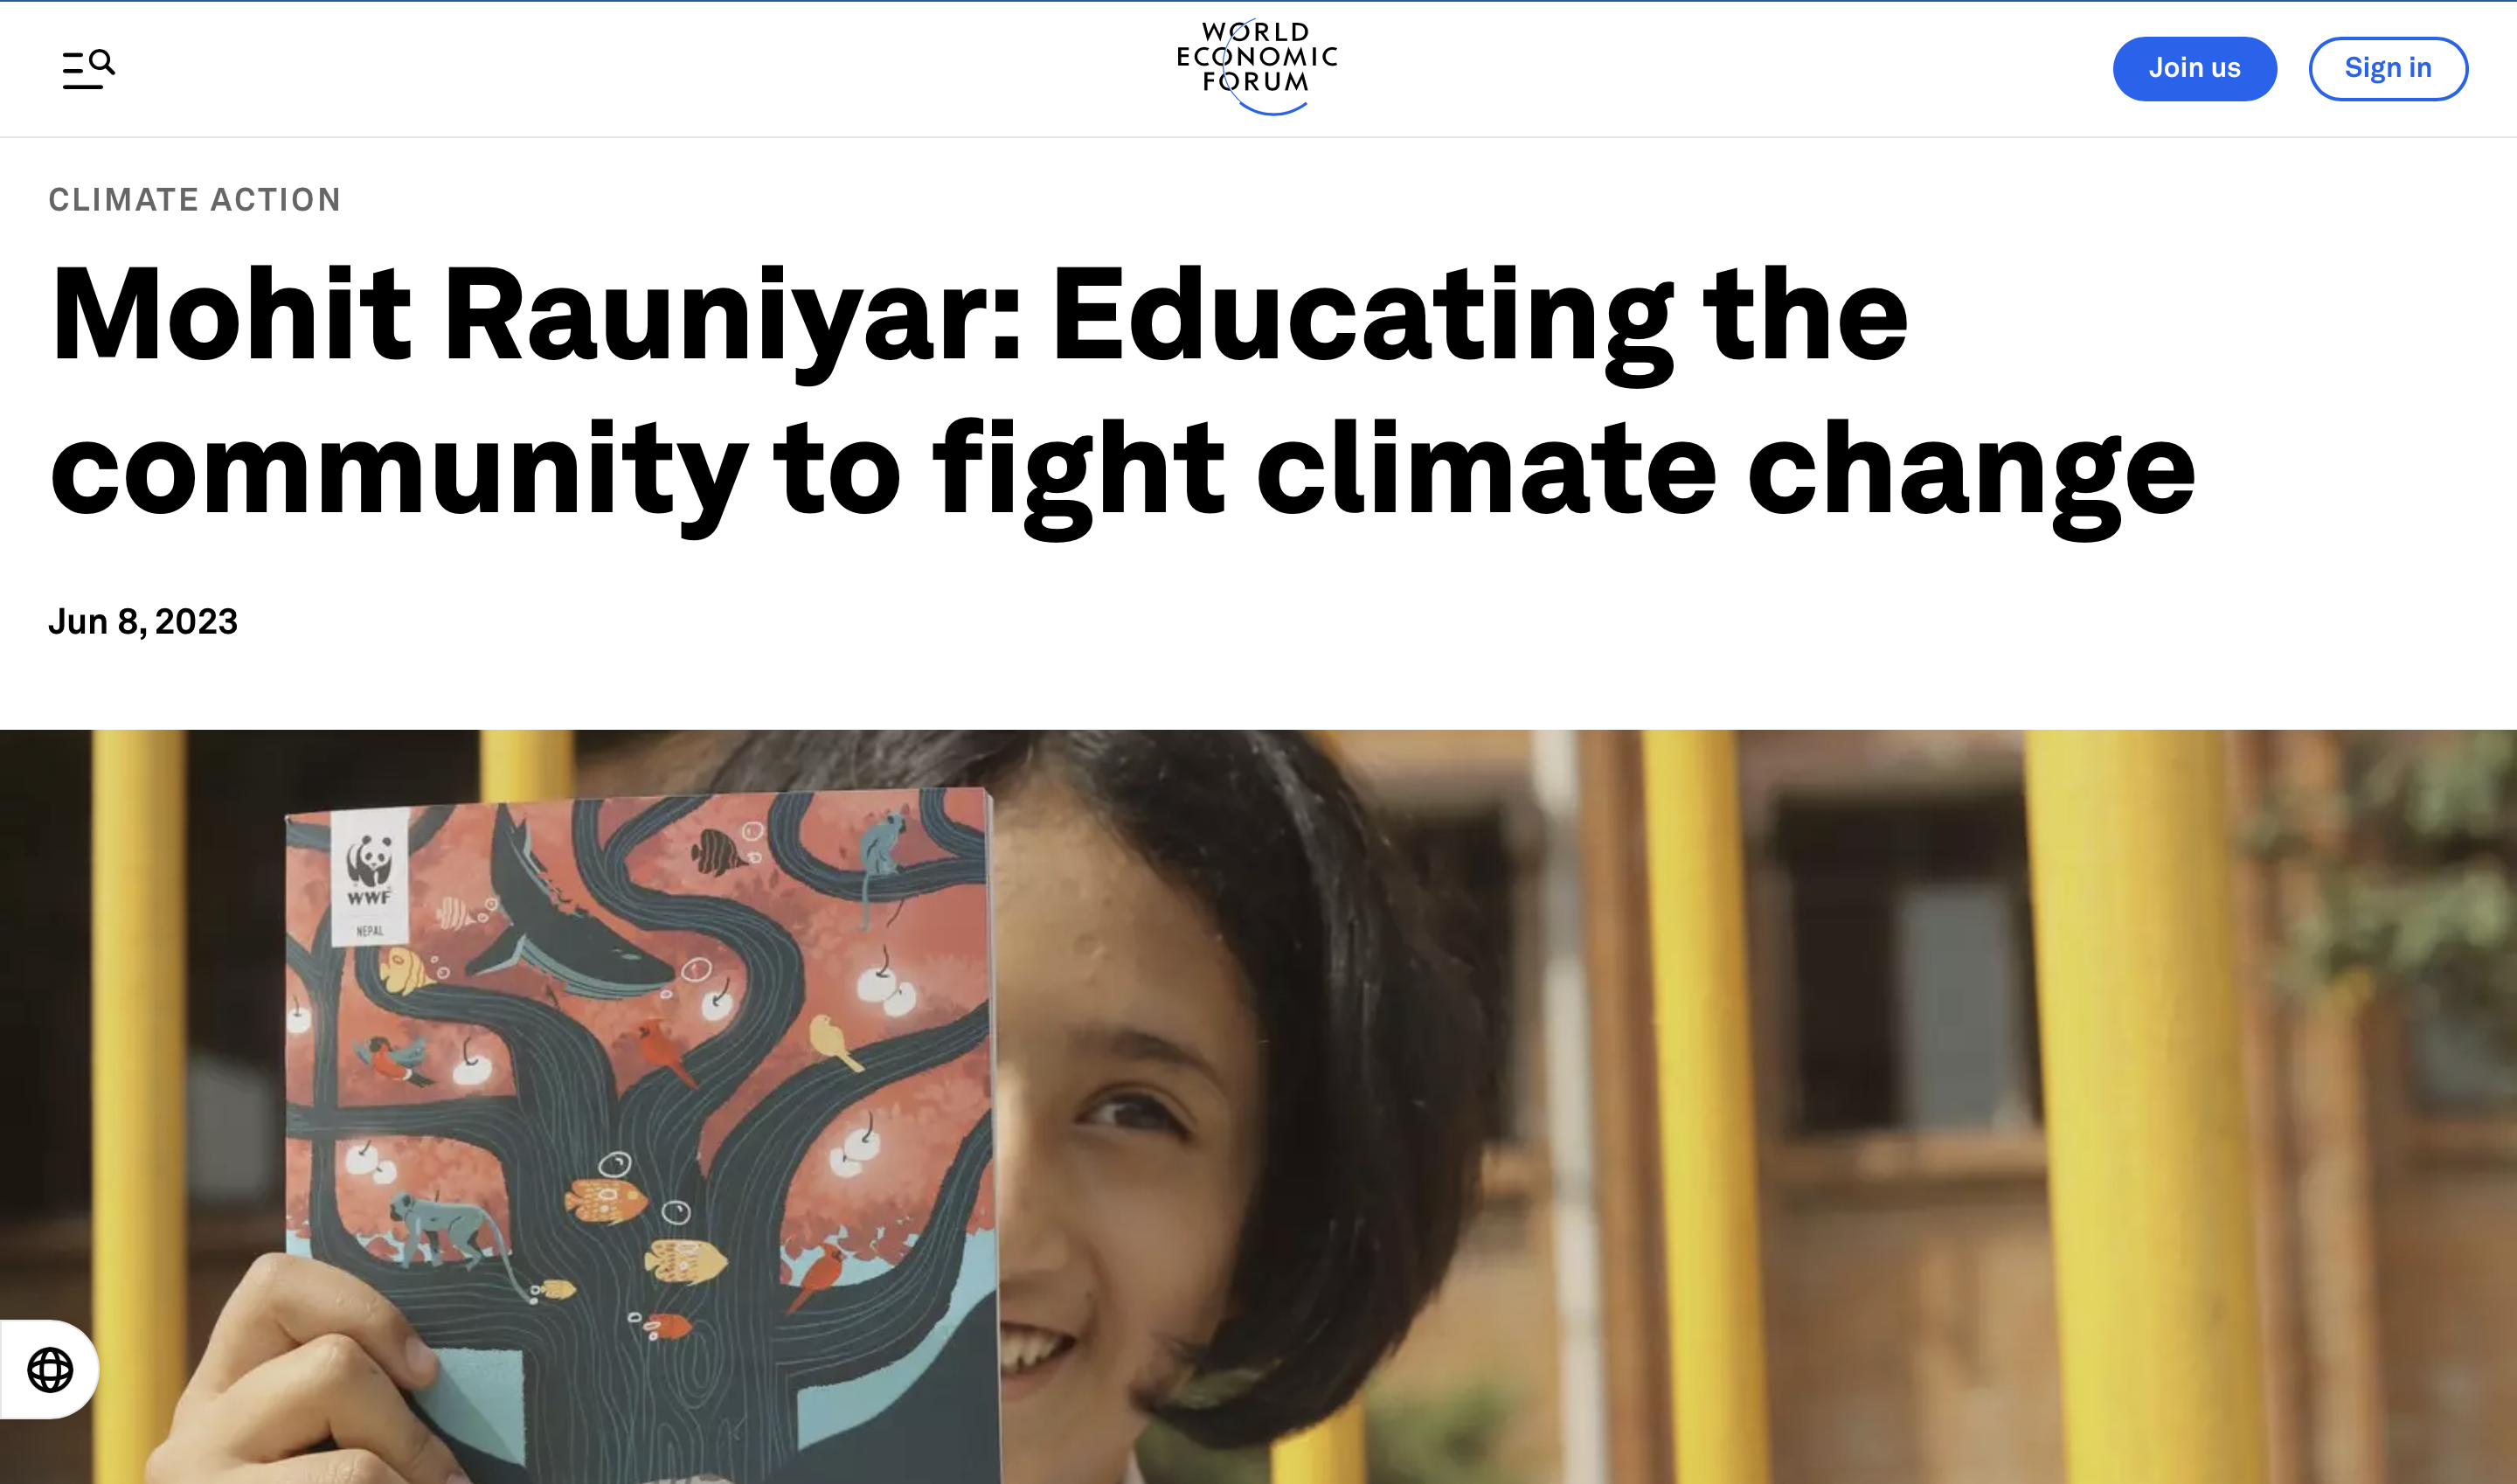 WORLD
ECONOMIC
FORUM
Join us
Sign in
CLIMATE ACTION
Mohit Rauniyar: Educating the
community to fight climate change
Jun 8, 2023
WWF
NEPAL